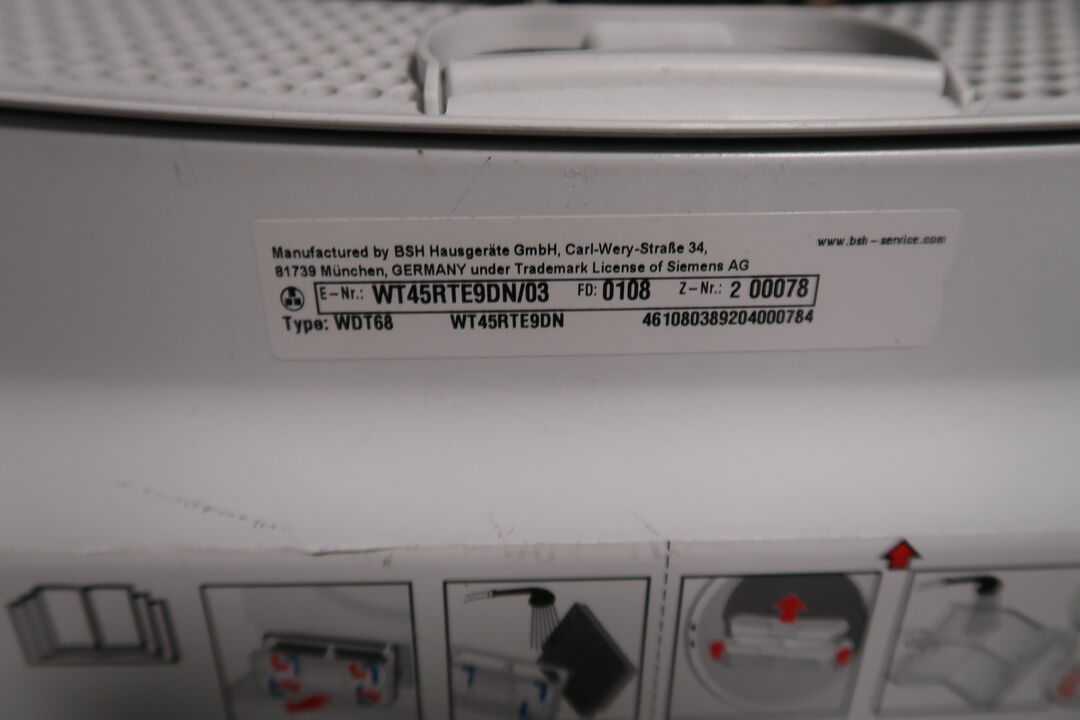 Manufactured by BSH Hausgeräte GmbH, Carl-Wery-Straße 34,
www.bsh-service.com
81739 München, GERMANY under Trademark License of Siemens AG
E-Nr.: WT45RTE9DN/03 FD: 0108 Z-Nr.: 2 00078
Type: WDT68 WT45RTE9DN 461080389204000784